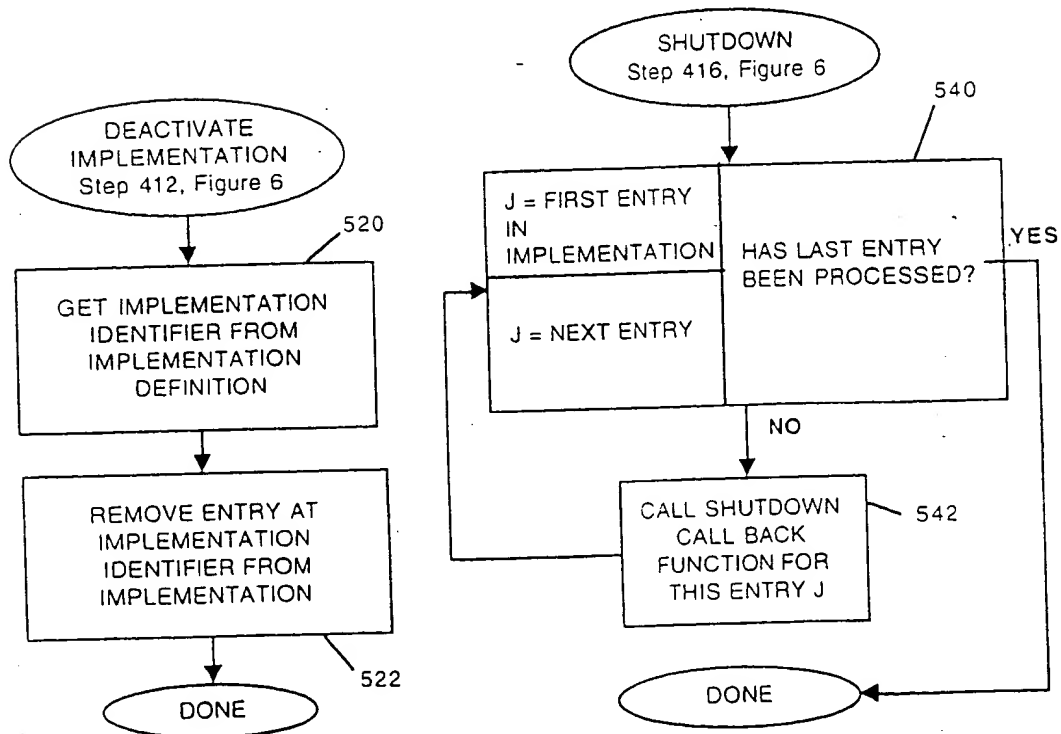 DEACTIVATE
IMPLEMENTATION
Step 412, Figure 6
520
GET IMPLEMENTATION
IDENTIFIER FROM
IMPLEMENTATION
DEFINITION
REMOVE ENTRY AT
IMPLEMENTATION
IDENTIFIER FROM
IMPLEMENTATION
522
DONE
SHUTDOWN
Step 416, Figure 6
540
J = FIRST ENTRY
IN
IMPLEMENTATION
J = NEXT ENTRY
HAS LAST ENTRY
BEEN PROCESSED?
YES
NO
CALL SHUTDOWN
CALL BACK
FUNCTION FOR
THIS ENTRY J
542
DONE